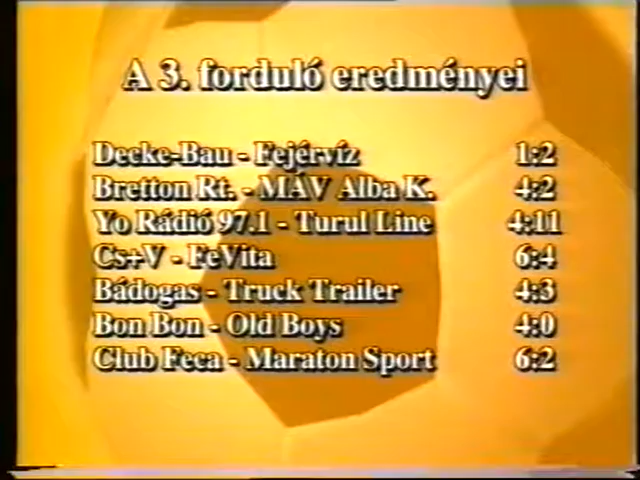 A 3. forduló eredményei
Decke-Bau - Fejérvíz 1:2
Bretton Rt. - MÁV Alba K. 4:2
Yo Rádió 97.1 - Turul Line 4:11
Cs+V - FeVita 6:4
Bádogas - Truck Trailer 4:3
Bon Bon - Old Boys 4:0
Club Feca - Maraton Sport 6:2